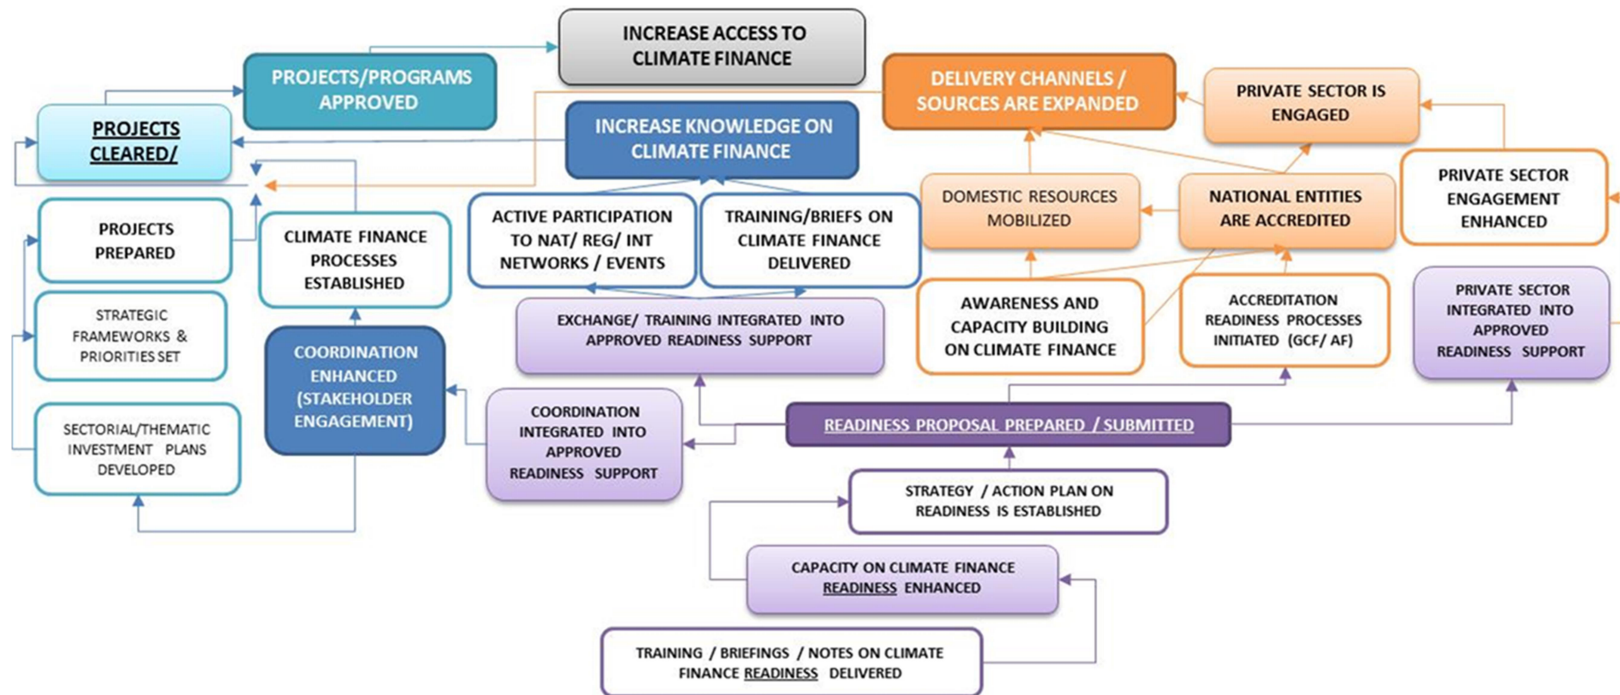 INCREASE ACCESS TO
CLIMATE FINANCE
PROJECTS/PROGRAMS
APPROVED
DELIVERY CHANNELS /
SOURCES ARE EXPANDED
PRIVATE SECTOR IS
ENGAGED
PROJECTS
CLEARED/
INCREASE KNOWLEDGE ON
CLIMATE FINANCE
PRIVATE SECTOR
ENGAGEMENT
ENHANCED
PROJECTS
PREPARED
CLIMATE FINANCE
PROCESSES
ESTABLISHED
ACTIVE PARTICIPATION
TO NAT/ REG/ INT
NETWORKS / EVENTS
TRAINING/BRIEFS ON
CLIMATE FINANCE
DELIVERED
DOMESTIC RESOURCES
MOBILIZED
NATIONAL ENTITIES
ARE ACCREDITED
STRATEGIC
FRAMEWORKS &
PRIORITIES SET
EXCHANGE/ TRAINING INTEGRATED INTO
APPROVED READINESS SUPPORT
AWARENESS AND
CAPACITY BUILDING
ON CLIMATE FINANCE
ACCREDITATION
READINESS PROCESSES
INITIATED (GCF/ AF)
PRIVATE SECTOR
INTEGRATED INTO
APPROVED
READINESS SUPPORT
COORDINATION
ENHANCED
(STAKEHOLDER
ENGAGEMENT)
SECTORIAL/THEMATIC
INVESTMENT PLANS
DEVELOPED
COORDINATION
INTEGRATED INTO
APPROVED
READINESS SUPPORT
READINESS PROPOSAL PREPARED / SUBMITTED
STRATEGY / ACTION PLAN ON
READINESS IS ESTABLISHED
CAPACITY ON CLIMATE FINANCE
READINESS ENHANCED
TRAINING / BRIEFINGS / NOTES ON CLIMATE
FINANCE READINESS DELIVERED